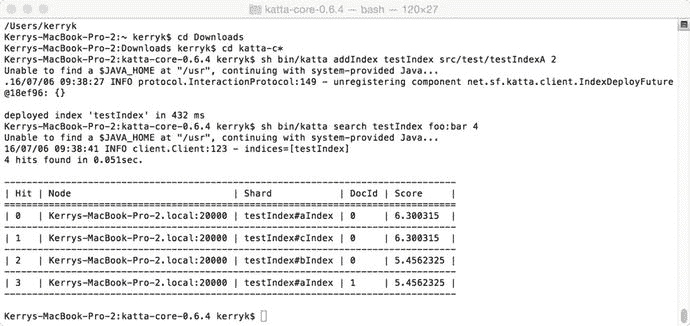 katta-core-0.6.4 — bash — 120×27
/Users/kerryk
Kerrys-MacBook-Pro-2:~ kerryk$ cd Downloads
Kerrys-MacBook-Pro-2:Downloads kerryk$ cd katta-c*
Kerrys-MacBook-Pro-2:katta-core-0.6.4 kerryk$ sh bin/katta addIndex testIndex src/test/testIndexA 2
Unable to find a $JAVA_HOME at "/usr", continuing with system-provided Java...
.16/07/06 09:38:27 INFO protocol.InteractionProtocol:149 - unregistering component net.sf.katta.client.IndexDeployFuture
@18ef96: {}
deployed index 'testIndex' in 432 ms
Kerrys-MacBook-Pro-2:katta-core-0.6.4 kerryk$ sh bin/katta search testIndex foo:bar 4
Unable to find a $JAVA_HOME at "/usr", continuing with system-provided Java...
16/07/06 09:38:41 INFO client.Client:123 - indices=[testIndex]
4 hits found in 0.051sec.
| Hit | Node | Shard | DocId | Score |
| 0 | Kerrys-MacBook-Pro-2.local:20000 | testIndex#aIndex | 0 | 6.300315 |
| 1 | Kerrys-MacBook-Pro-2.local:20000 | testIndex#cIndex | 0 | 6.300315 |
| 2 | Kerrys-MacBook-Pro-2.local:20000 | testIndex#bIndex | 0 | 5.4562325 |
| 3 | Kerrys-MacBook-Pro-2.local:20000 | testIndex#aIndex | 1 | 5.4562325 |
Kerrys-MacBook-Pro-2:katta-core-0.6.4 kerryk$